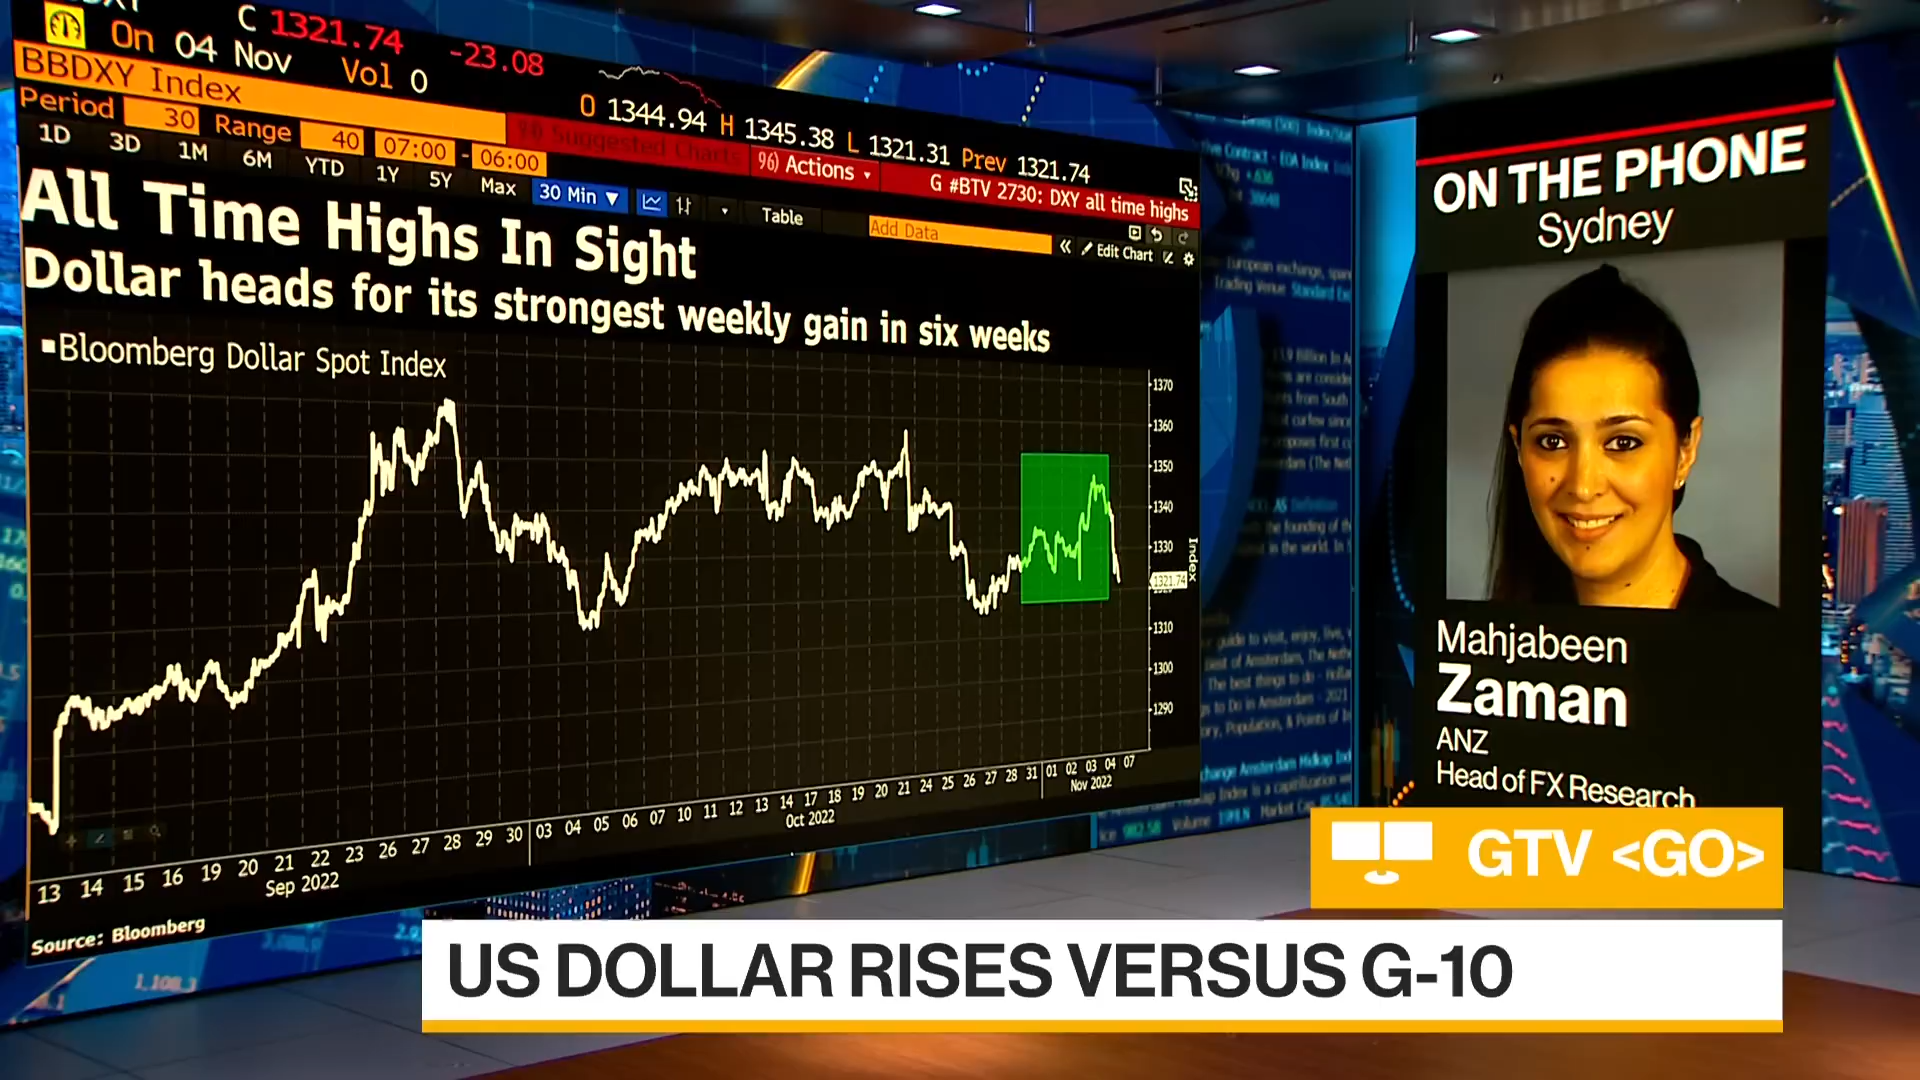 C 1321.74 -23.08
On 04 Nov Vol 0
O 1344.94 H 1345.38 L 1321.31 Prev 1321.74
BBDXY Index
Suggested Charts 96) Actions G #BTV 2730: DXY all time highs
Period 30 Range 40 07:00 - 06:00
1D 3D 1M 6M YTD 1Y 5Y Max 30 Min ▼ Table Add Data « Edit Chart
All Time Highs In Sight
Dollar heads for its strongest weekly gain in six weeks
Bloomberg Dollar Spot Index
1370
1360
1350
1340
1330
1321.74
1310
1300
1290
Index
13 14 15 16 19 20 21 22 23 26 27 28 29 30 03 04 05 06 07 10 11 12 13 14 17 18 19 20 21 24 25 26 27 28 31 01 02 03 04 07
Sep 2022 Oct 2022 Nov 2022
Source: Bloomberg
ON THE PHONE
Sydney
Mahjabeen
Zaman
ANZ
Head of FX Research
GTV <GO>
US DOLLAR RISES VERSUS G-10